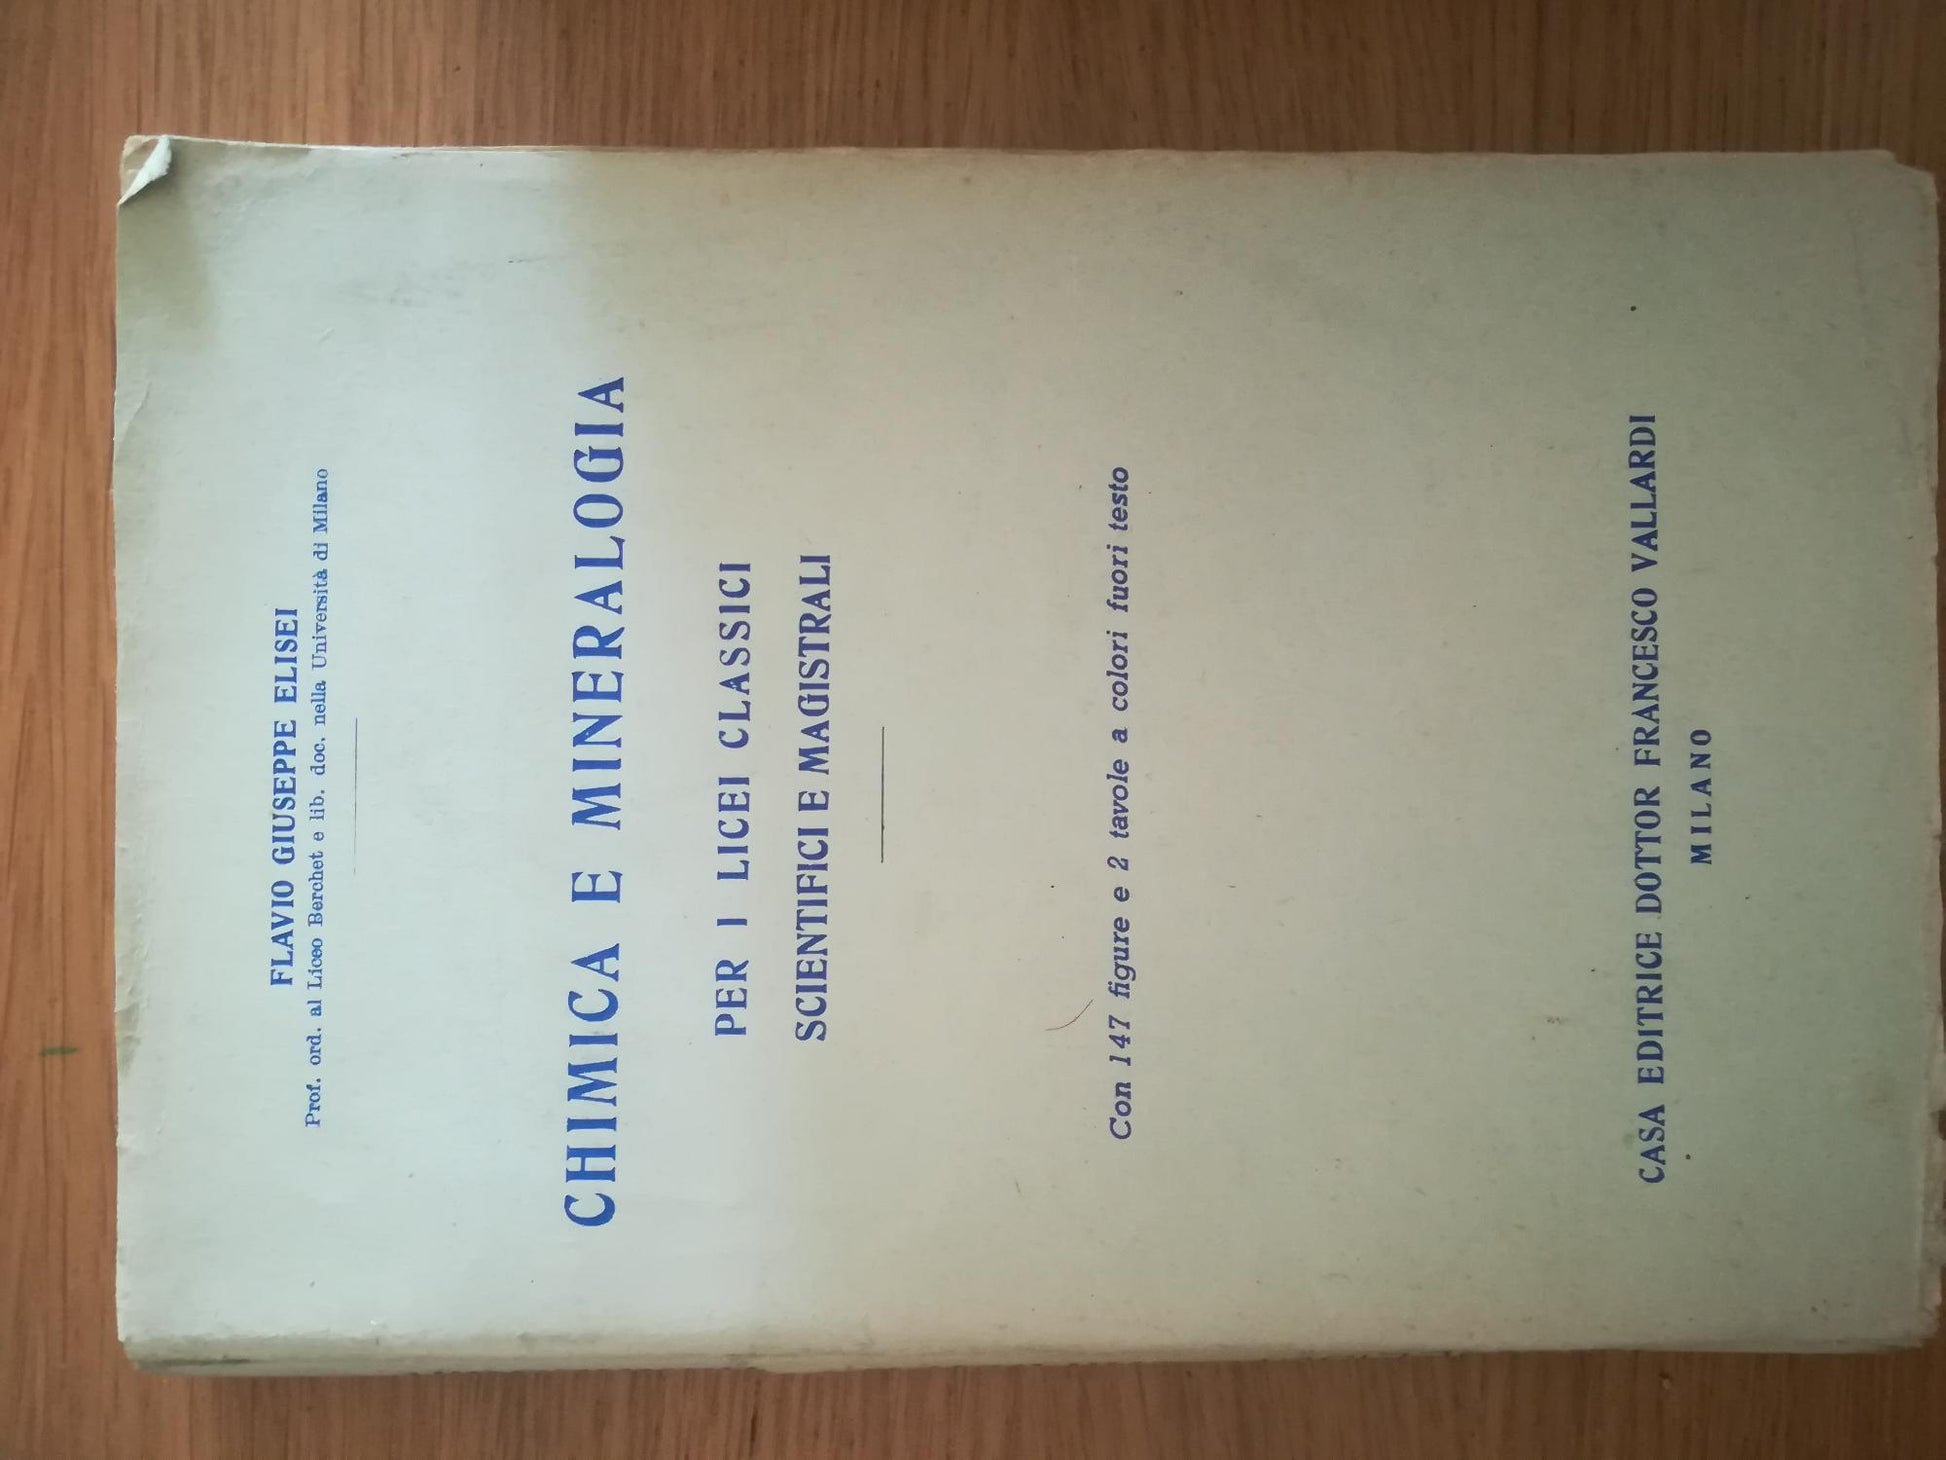 FLAVIO GIUSEPPE ELISEI
Prof. ord. al Liceo Berchet e lib. doc. nella Università di Milano
CHIMICA E MINERALOGIA
PER I LICEI CLASSICI
SCIENTIFICI E MAGISTRALI
Con 147 figure e 2 tavole a colori fuori testo
CASA EDITRICE DOTTOR FRANCESCO VALLARDI
MILANO